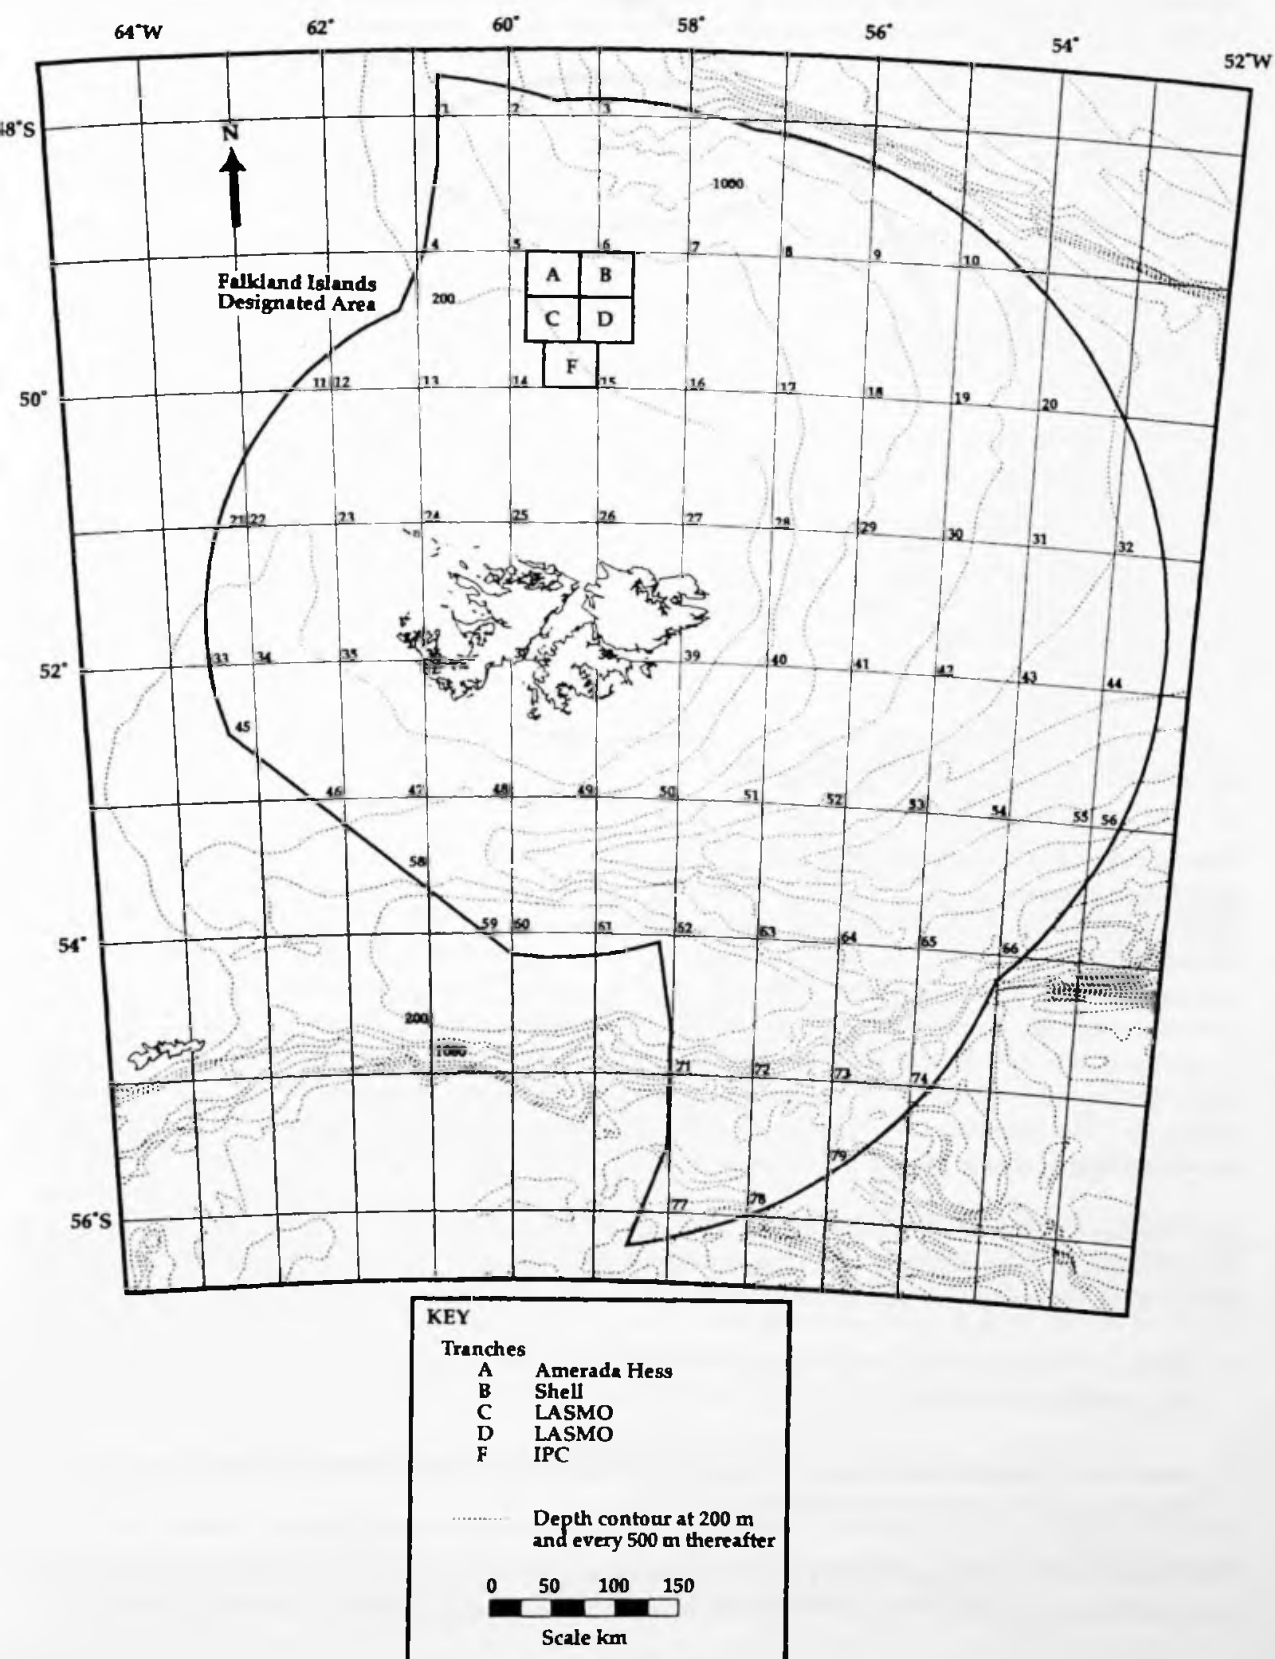 64°W 62° 60° 58° 56° 54° 52°W
48°S
1 2 3
N
1000
4 5 6 7 8 9 10
A B
Falkland Islands
Designated Area
200
C D
F
50°
11 12 13 14 15 16 17 18 19 20
21 22 23 24 25 26 27 28 29 30 31 32
52°
33 34 35 37 38 39 40 41 42 43 44
45
46 47 48 49 50 51 52 53 54 55 56
58
54°
59 60 61 62 63 64 65 66
200
1000
71 72 73 74
79
56°S
77 78
KEY
Tranches
A Amerada Hess
B Shell
C LASMO
D LASMO
F IPC
Depth contour at 200 m
and every 500 m thereafter
0 50 100 150
Scale km